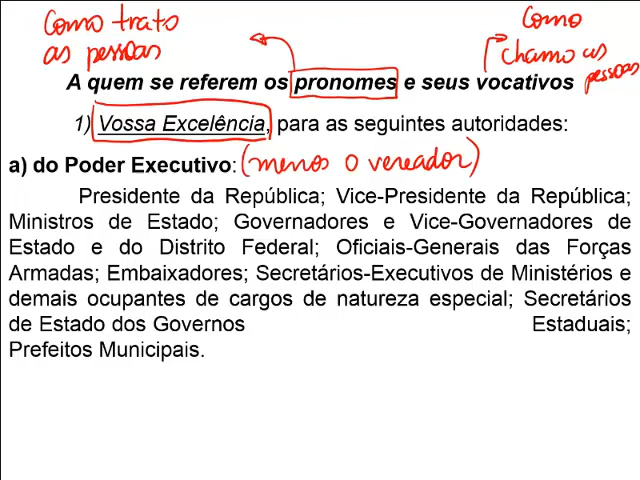 Como trato
as pessoas
Como
chamo as
pessoas
A quem se referem os pronomes e seus vocativos
1) Vossa Excelência, para as seguintes autoridades:
a) do Poder Executivo: (menos o vereador)
Presidente da República; Vice-Presidente da República;
Ministros de Estado; Governadores e Vice-Governadores de
Estado e do Distrito Federal; Oficiais-Generais das Forças
Armadas; Embaixadores; Secretários-Executivos de Ministérios e
demais ocupantes de cargos de natureza especial; Secretários
de Estado dos Governos Estaduais;
Prefeitos Municipais.